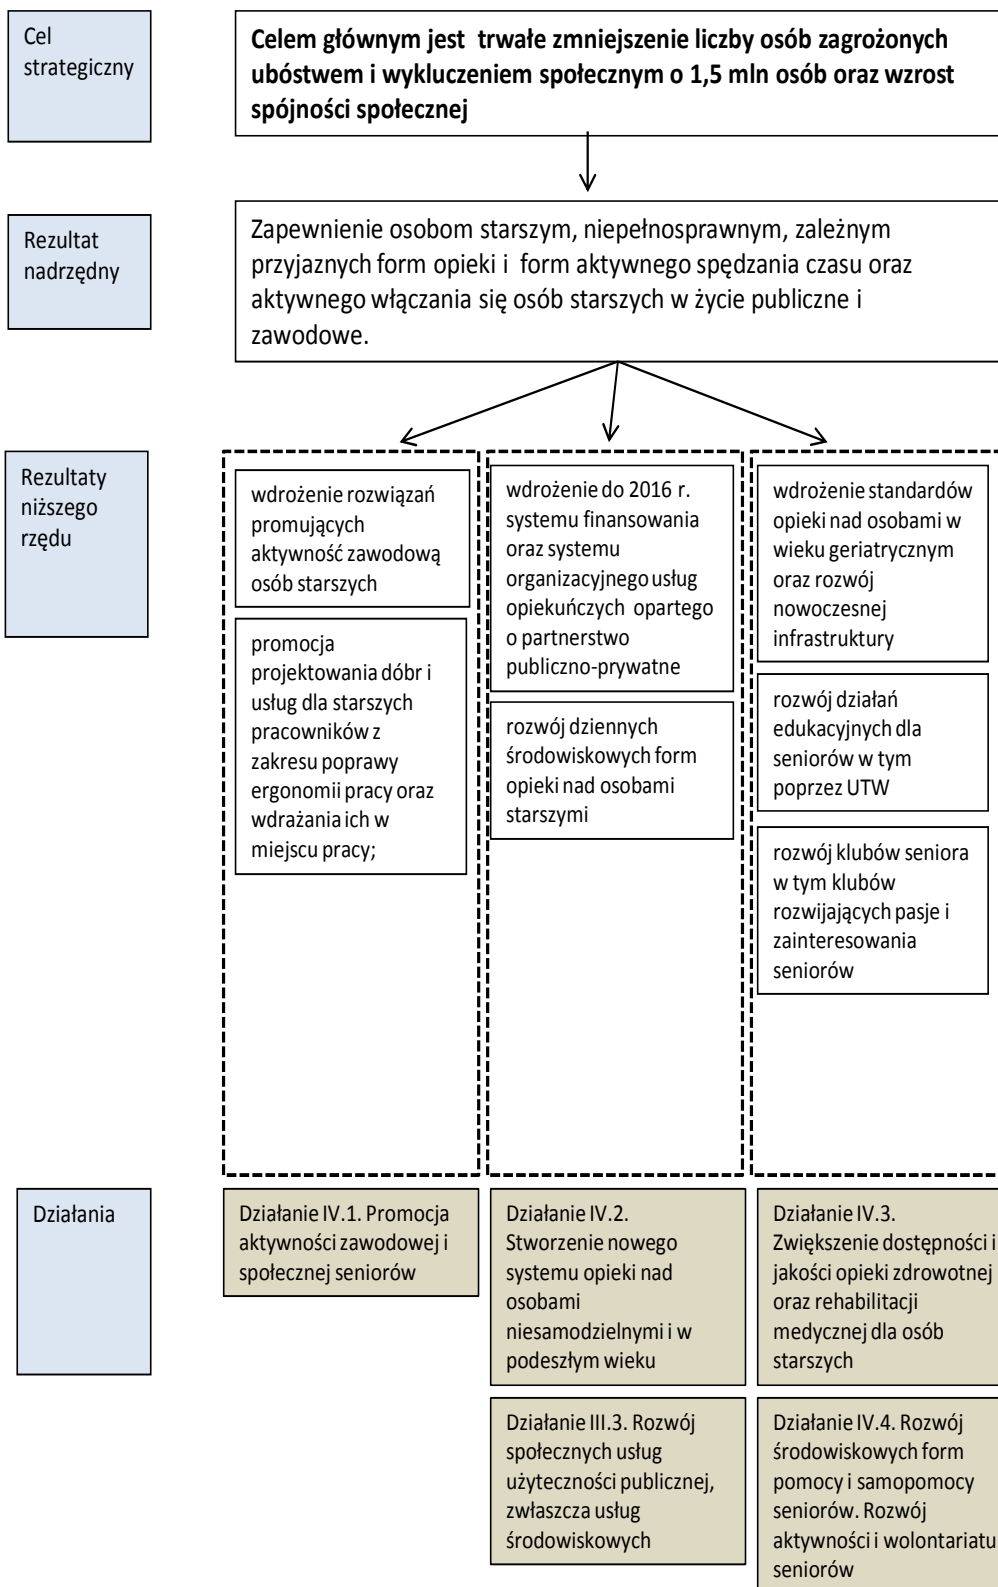 Cel
strategiczny
Celem głównym jest trwałe zmniejszenie liczby osób zagrożonych
ubóstwem i wykluczeniem społecznym o 1,5 mln osób oraz wzrost
spójności społecznej
Rezultat
nadrzędny
Zapewnienie osobom starszym, niepełnosprawnym, zależnym
przyjaznych form opieki i form aktywnego spędzania czasu oraz
aktywnego włączania się osób starszych w życie publiczne i
zawodowe.
Rezultaty
niższego
rzędu
wdrożenie rozwiązań
promujących
aktywność zawodową
osób starszych
promocja
projektowania dóbr i
usług dla starszych
pracowników z
zakresu poprawy
ergonomii pracy oraz
wdrażania ich w
miejscu pracy;
wdrożenie do 2016 r.
systemu finansowania
oraz systemu
organizacyjnego usług
opiekuńczych opartego
o partnerstwo
publiczno-prywatne
rozwój dziennych
środowiskowych form
opieki nad osobami
starszymi
wdrożenie standardów
opieki nad osobami w
wieku geriatrycznym
oraz rozwój
nowoczesnej
infrastruktury
rozwój działań
edukacyjnych dla
seniorów w tym
poprzez UTW
rozwój klubów seniora
w tym klubów
rozwijających pasje i
zainteresowania
seniorów
Działania
Działanie IV.1. Promocja
aktywności zawodowej i
społecznej seniorów
Działanie IV.2.
Stworzenie nowego
systemu opieki nad
osobami
niesamodzielnymi i w
podeszłym wieku
Działanie III.3. Rozwój
społecznych usług
użyteczności publicznej,
zwłaszcza usług
środowiskowych
Działanie IV.3.
Zwiększenie dostępności i
jakości opieki zdrowotnej
oraz rehabilitacji
medycznej dla osób
starszych
Działanie IV.4. Rozwój
środowiskowych form
pomocy i samopomocy
seniorów. Rozwój
aktywności i wolontariatu
seniorów